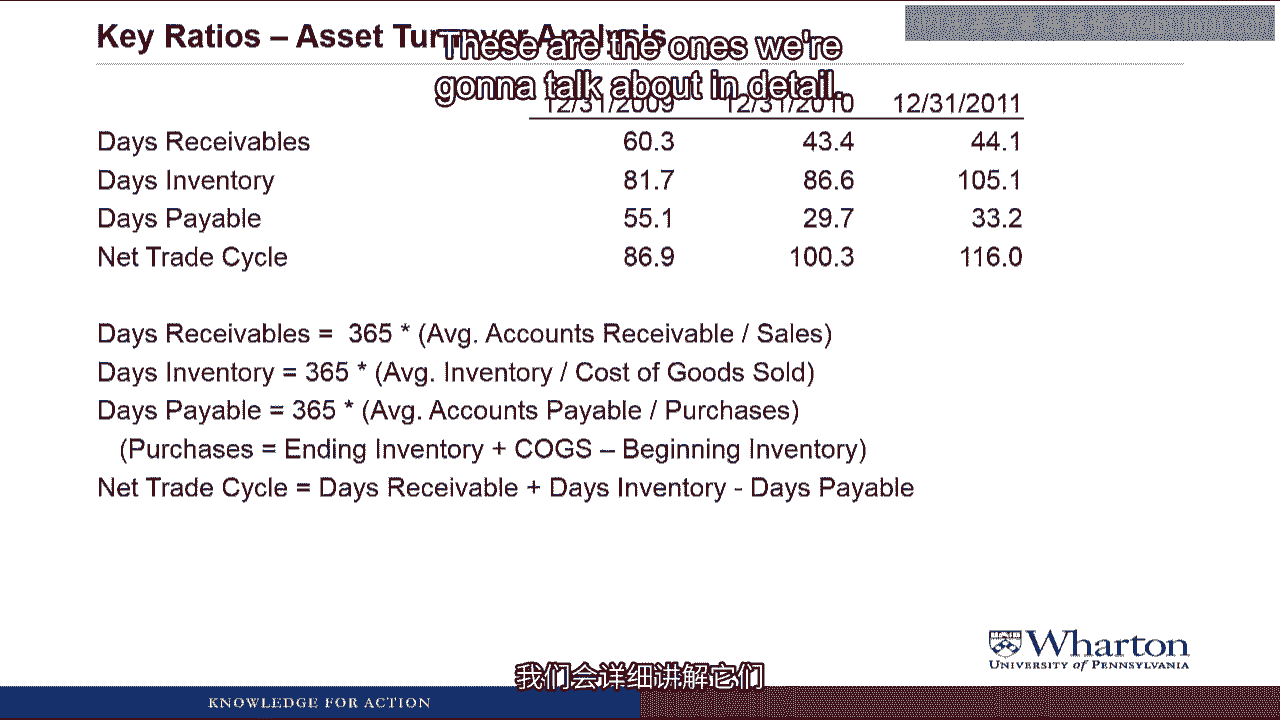 Key Ratios – Asset Turnover Analysis
These are the ones we're
gonna talk about in detail.
12/31/2009 12/31/2010 12/31/2011
Days Receivables 60.3 43.4 44.1
Days Inventory 81.7 86.6 105.1
Days Payable 55.1 29.7 33.2
Net Trade Cycle 86.9 100.3 116.0
Days Receivables = 365 * (Avg. Accounts Receivable / Sales)
Days Inventory = 365 * (Avg. Inventory / Cost of Goods Sold)
Days Payable = 365 * (Avg. Accounts Payable / Purchases)
(Purchases = Ending Inventory + COGS – Beginning Inventory)
Net Trade Cycle = Days Receivable + Days Inventory - Days Payable
Wharton
UNIVERSITY of PENNSYLVANIA
我们会详细讲解它们
KNOWLEDGE FOR ACTION